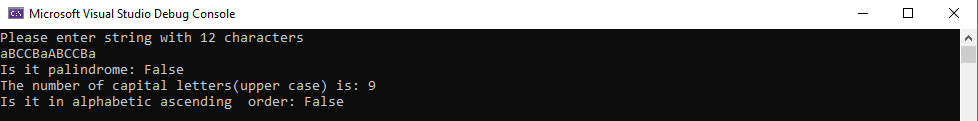 Microsoft Visual Studio Debug Console
Please enter string with 12 characters
aBCCBaABCCBa
Is it palindrome: False
The number of capital letters(upper case) is: 9
Is it in alphabetic ascending  order: False